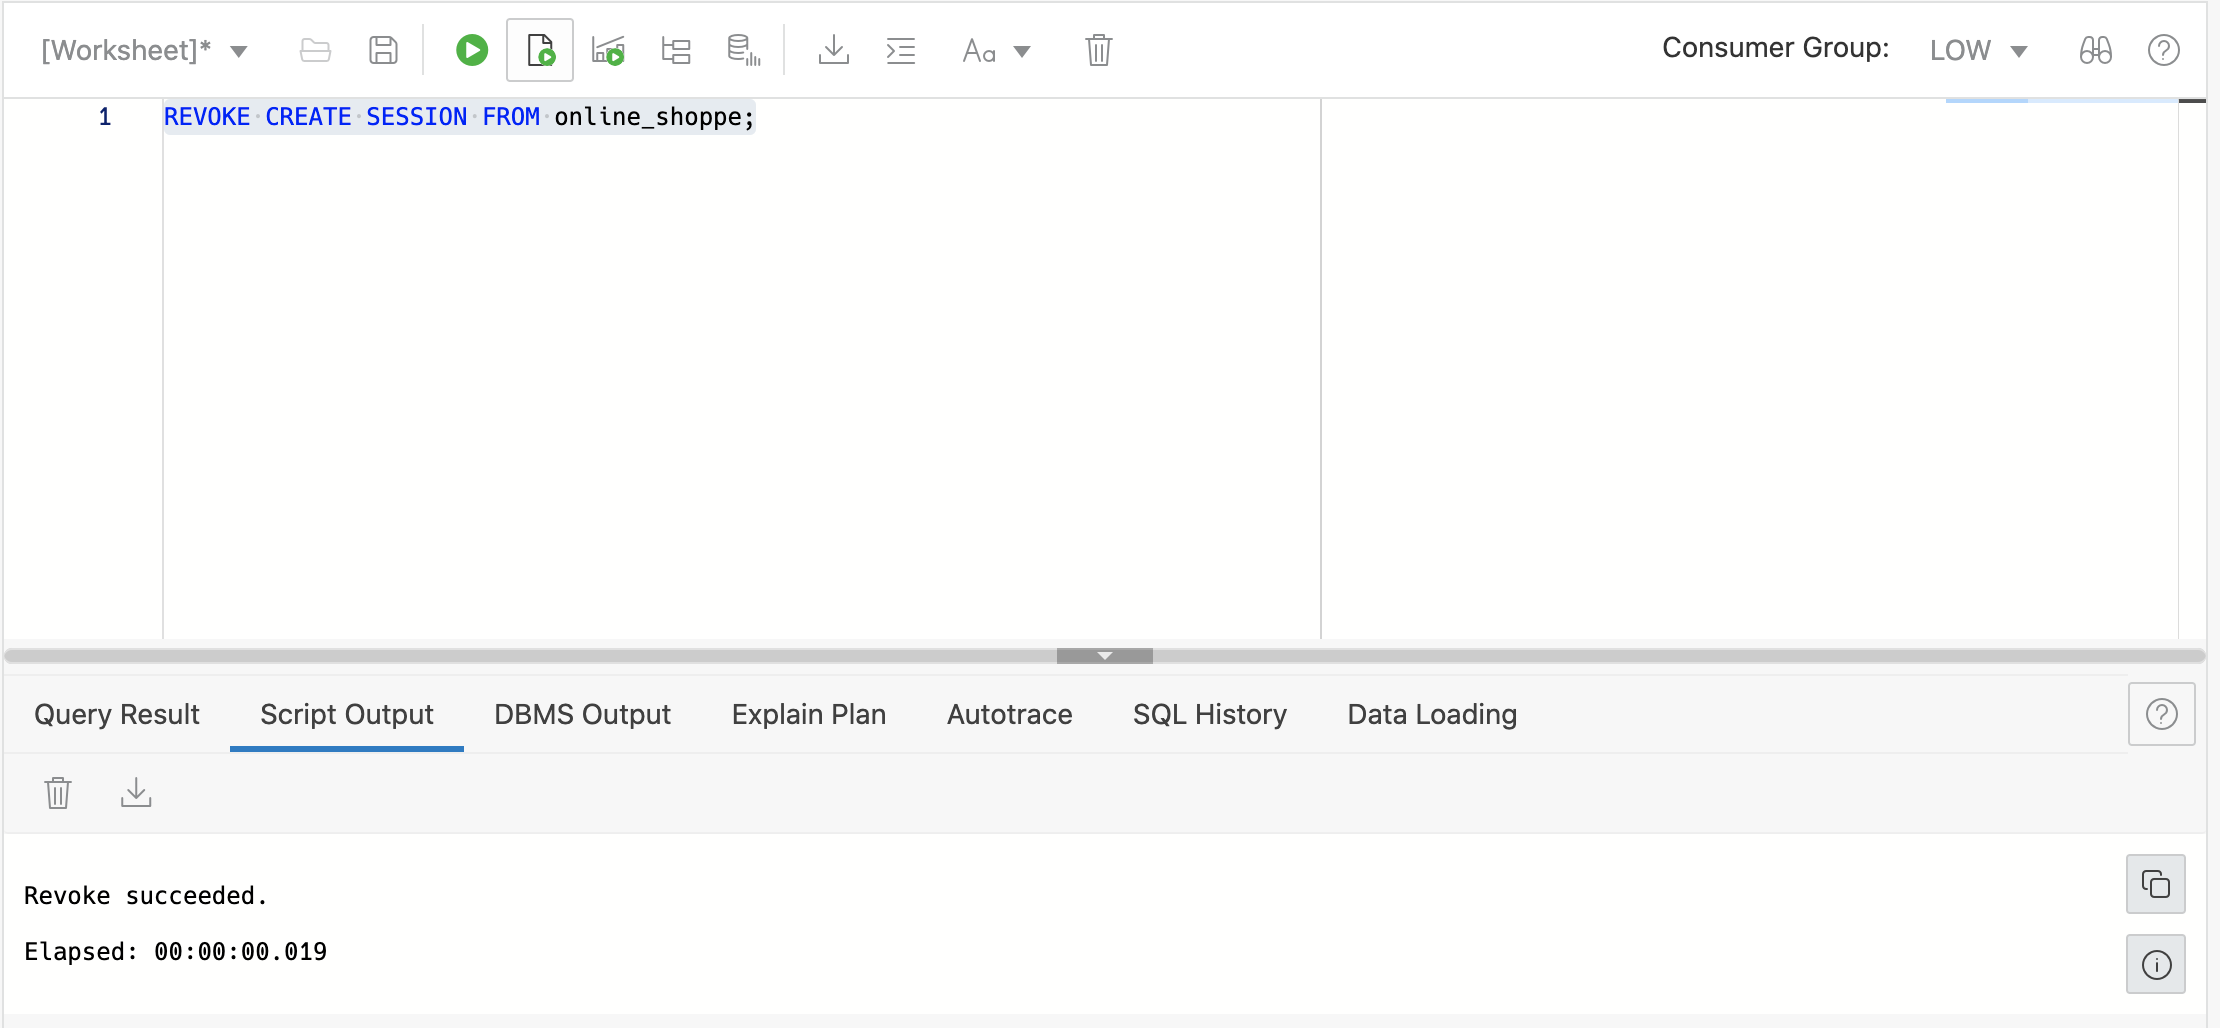 [Worksheet]* Aa Consumer Group: LOW
1 REVOKE CREATE SESSION FROM online_shoppe;
Query Result Script Output DBMS Output Explain Plan Autotrace SQL History Data Loading
Revoke succeeded.
Elapsed: 00:00:00.019